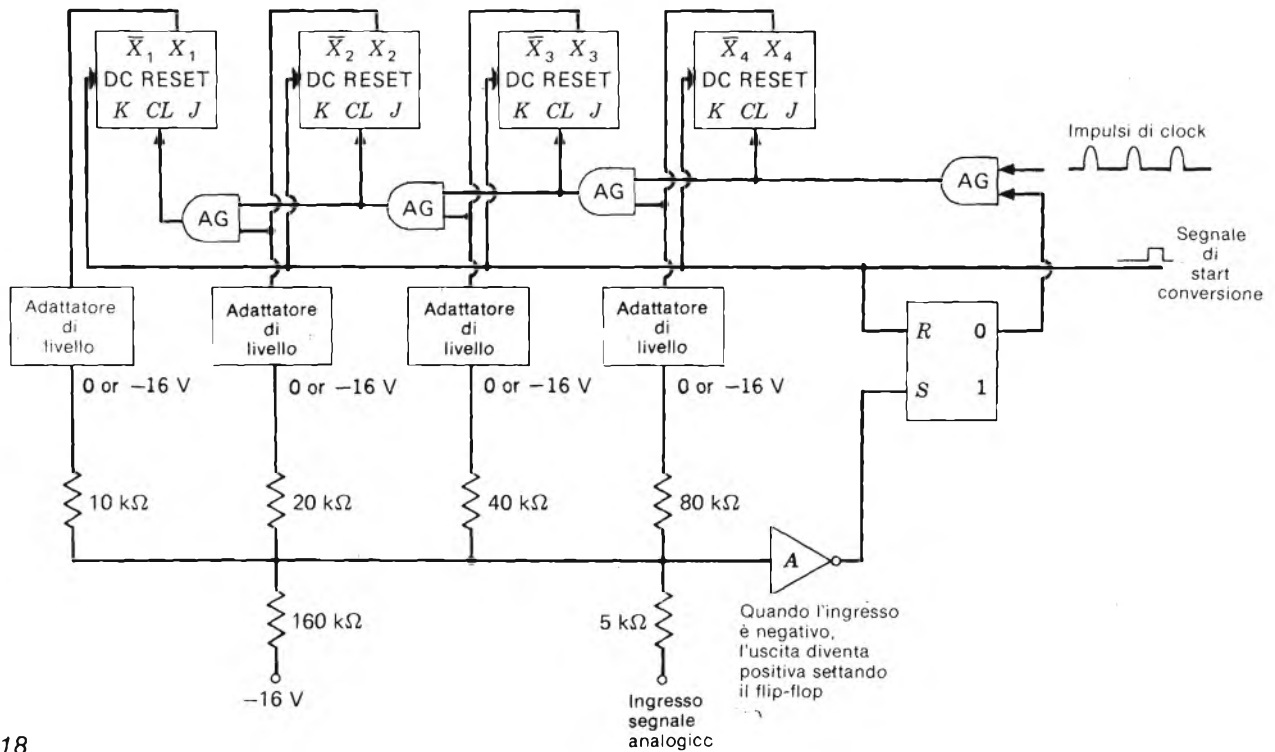 X̅1 X1
DC RESET
K CL J
X̅2 X2
DC RESET
K CL J
X̅3 X3
DC RESET
K CL J
X̅4 X4
DC RESET
K CL J
Impulsi di clock
AG
AG
AG
AG
Segnale
di
start
conversione
Adattatore
di
livello
Adattatore
di
livello
Adattatore
di
livello
Adattatore
di
livello
R 0
S 1
0 or −16 V
0 or −16 V
0 or −16 V
0 or −16 V
10 kΩ
20 kΩ
40 kΩ
80 kΩ
A
160 kΩ
5 kΩ
Quando l'ingresso
è negativo,
l'uscita diventa
positiva settando
il flip-flop
−16 V
Ingresso
segnale
analogicc
18